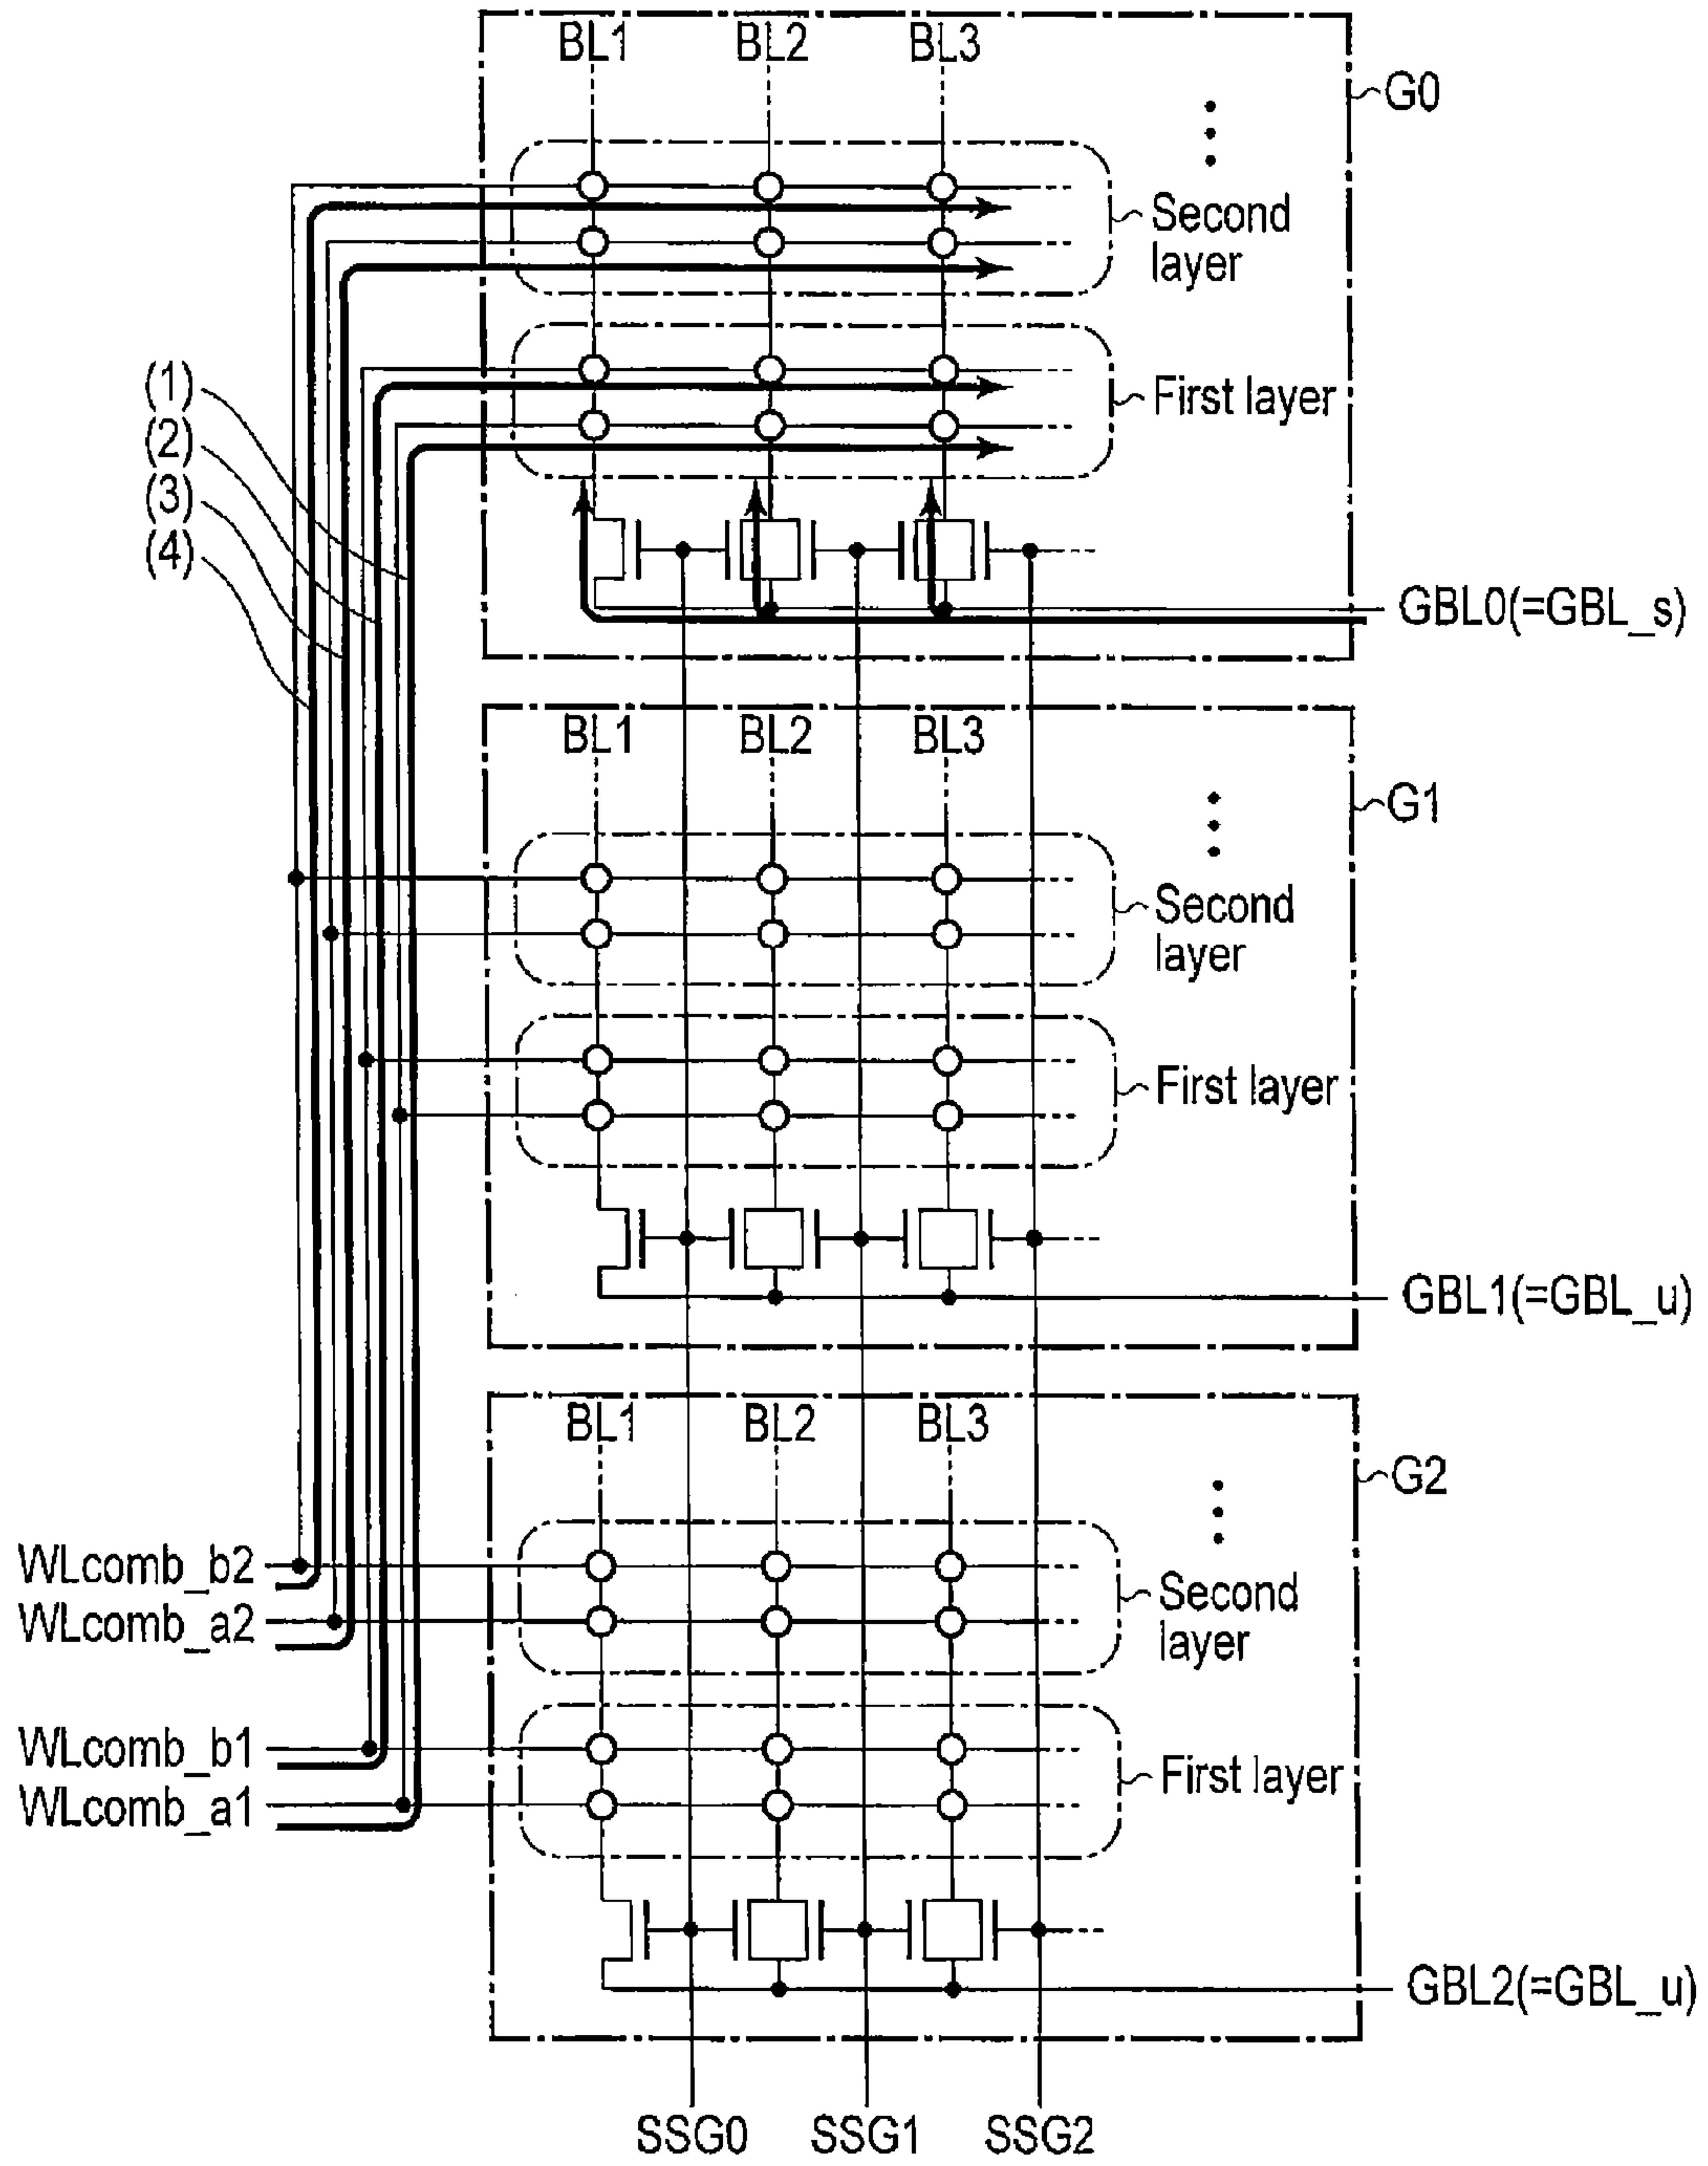 BL1 BL2 BL3
G0
Second
layer
First layer
(1)
(2)
(3)
(4)
GBL0(=GBL_s)
BL1 BL2 BL3
G1
Second
layer
First layer
GBL1(=GBL_u)
BL1 BL2 BL3
G2
WLcomb_b2
WLcomb_a2
Second
layer
WLcomb_b1
WLcomb_a1
First layer
GBL2(=GBL_u)
SSG0 SSG1 SSG2